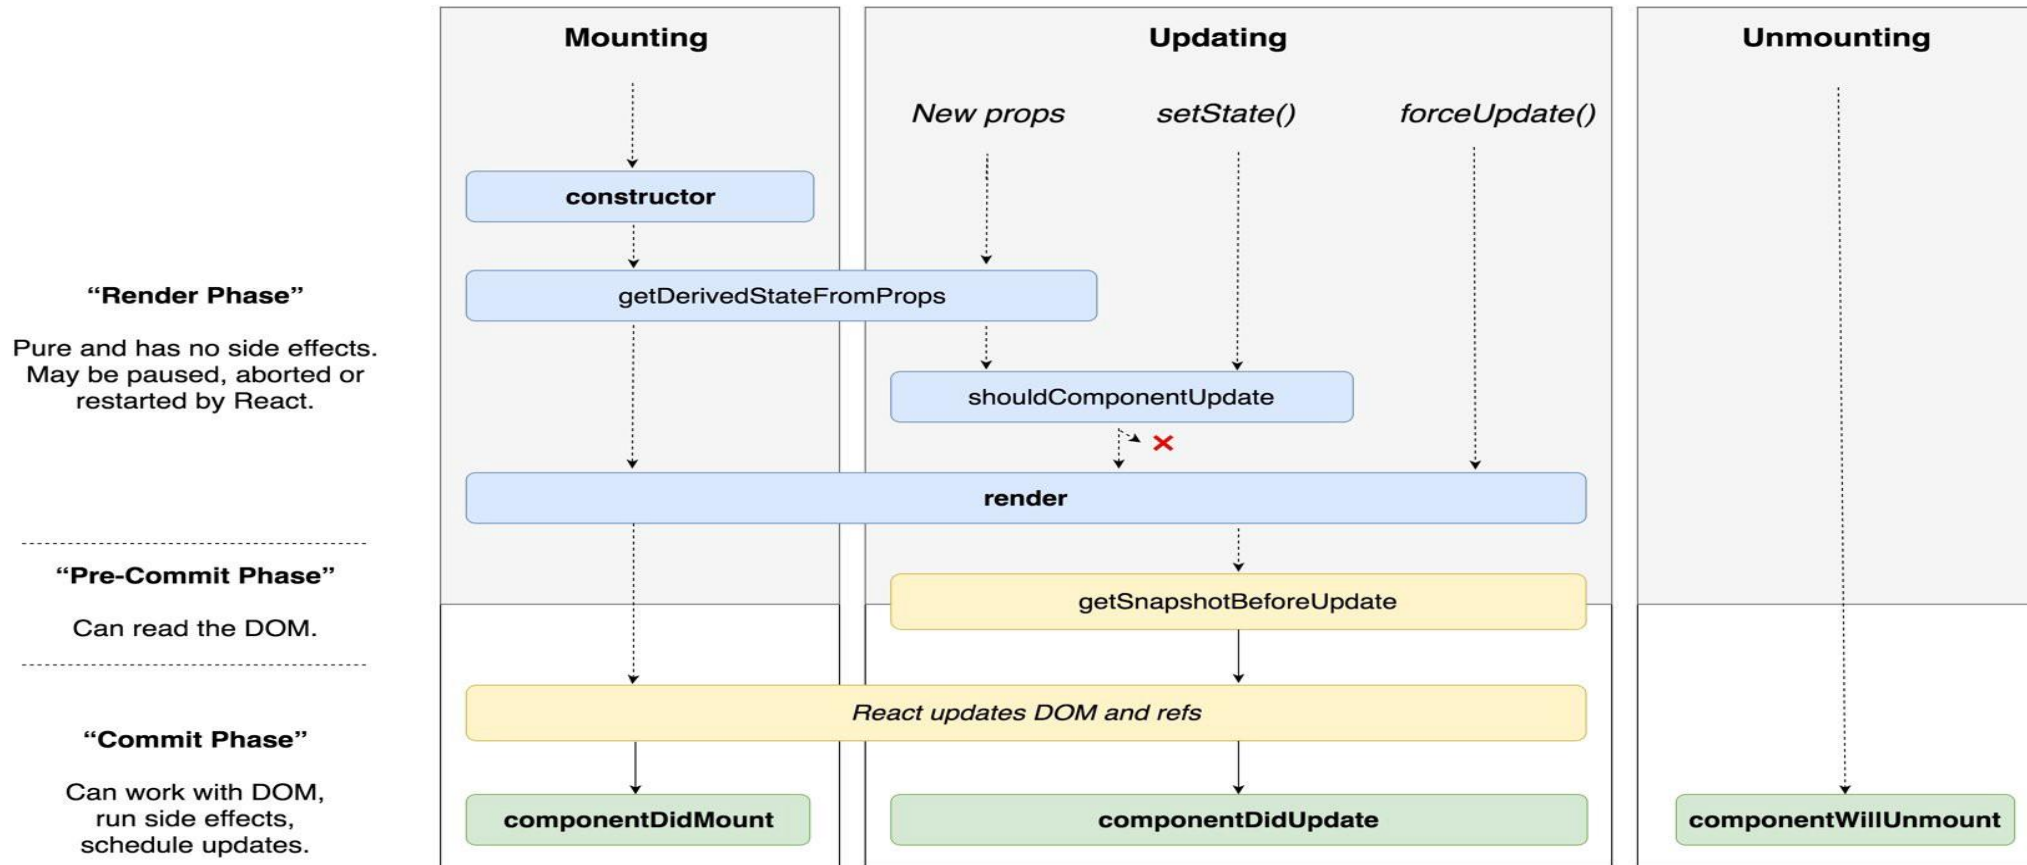 Mounting
Updating
Unmounting
New props
setState()
forceUpdate()
constructor
“Render Phase”
getDerivedStateFromProps
Pure and has no side effects.
May be paused, aborted or
restarted by React.
shouldComponentUpdate
render
“Pre-Commit Phase”
getSnapshotBeforeUpdate
Can read the DOM.
React updates DOM and refs
“Commit Phase”
Can work with DOM,
run side effects,
schedule updates.
componentDidMount
componentDidUpdate
componentWillUnmount